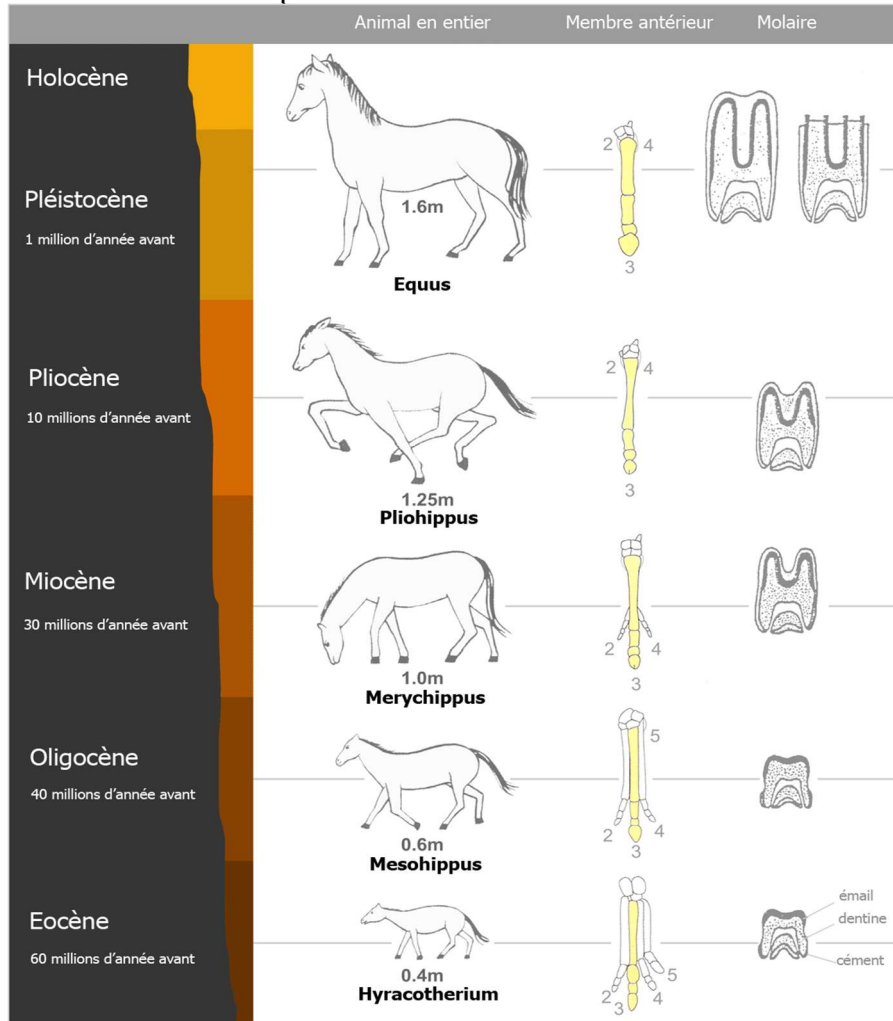 Animal en entier
Membre antérieur
Molaire
Holocène
Pléistocène
1 million d'année avant
1.6m
Equus
2
4
3
Pliocène
10 millions d'année avant
1.25m
Pliohippus
2
4
3
Miocène
30 millions d'année avant
1.0m
Merychippus
2
4
3
Oligocène
40 millions d'année avant
0.6m
Mesohippus
5
2
4
3
Eocène
60 millions d'année avant
0.4m
Hyracotherium
5
2
4
3
émail
dentine
cément